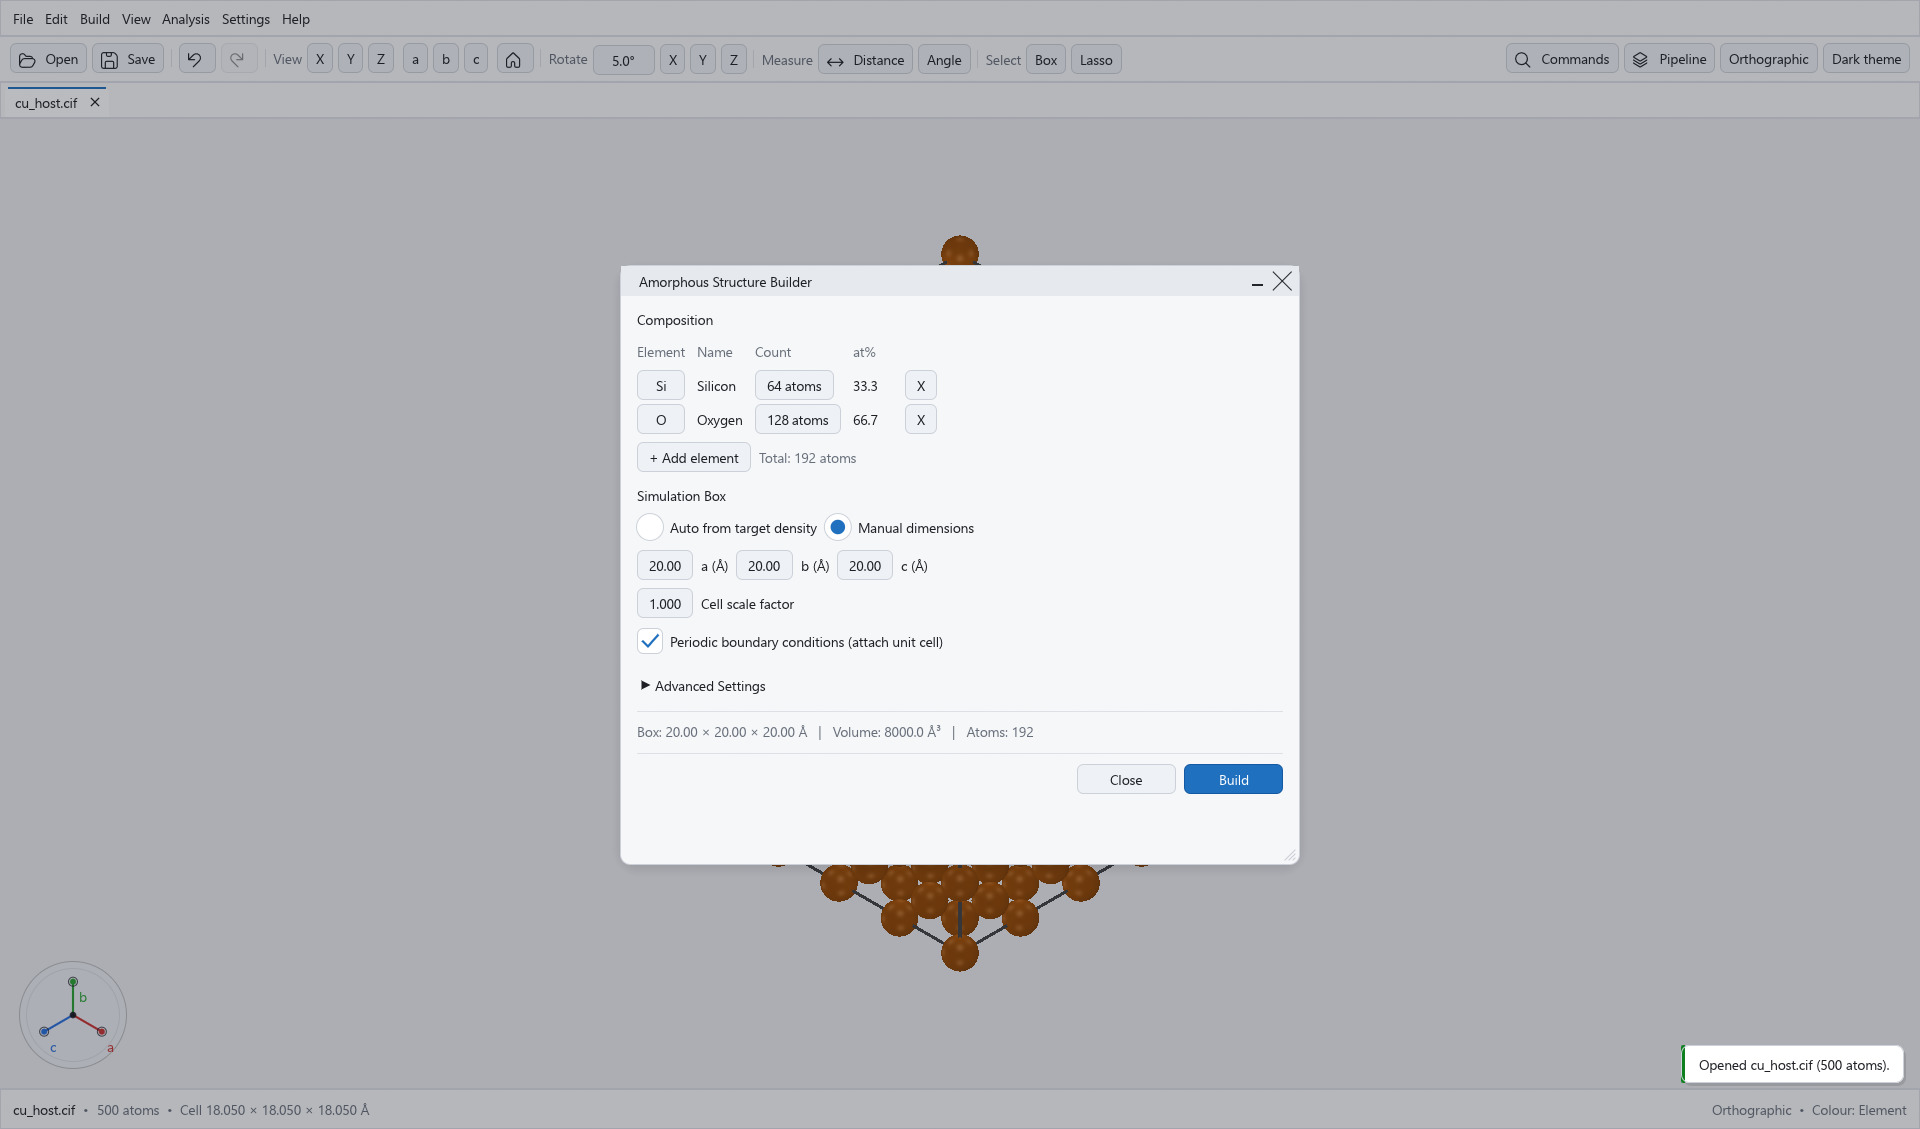 File Edit Build View Analysis Settings Help
Open Save View X Y Z a b c Rotate 5.0° X Y Z Measure Distance Angle Select Box Lasso Commands Pipeline Orthographic Dark theme
cu_host.cif
Amorphous Structure Builder
Composition
Element Name Count at%
Si Silicon 64 atoms 33.3 X
O Oxygen 128 atoms 66.7 X
+ Add element Total: 192 atoms
Simulation Box
Auto from target density Manual dimensions
20.00 a (Å) 20.00 b (Å) 20.00 c (Å)
1.000 Cell scale factor
Periodic boundary conditions (attach unit cell)
Advanced Settings
Box: 20.00 × 20.00 × 20.00 Å | Volume: 8000.0 Å³ | Atoms: 192
Close Build
b
c a
Opened cu_host.cif (500 atoms).
cu_host.cif • 500 atoms • Cell 18.050 × 18.050 × 18.050 Å Orthographic • Colour: Element